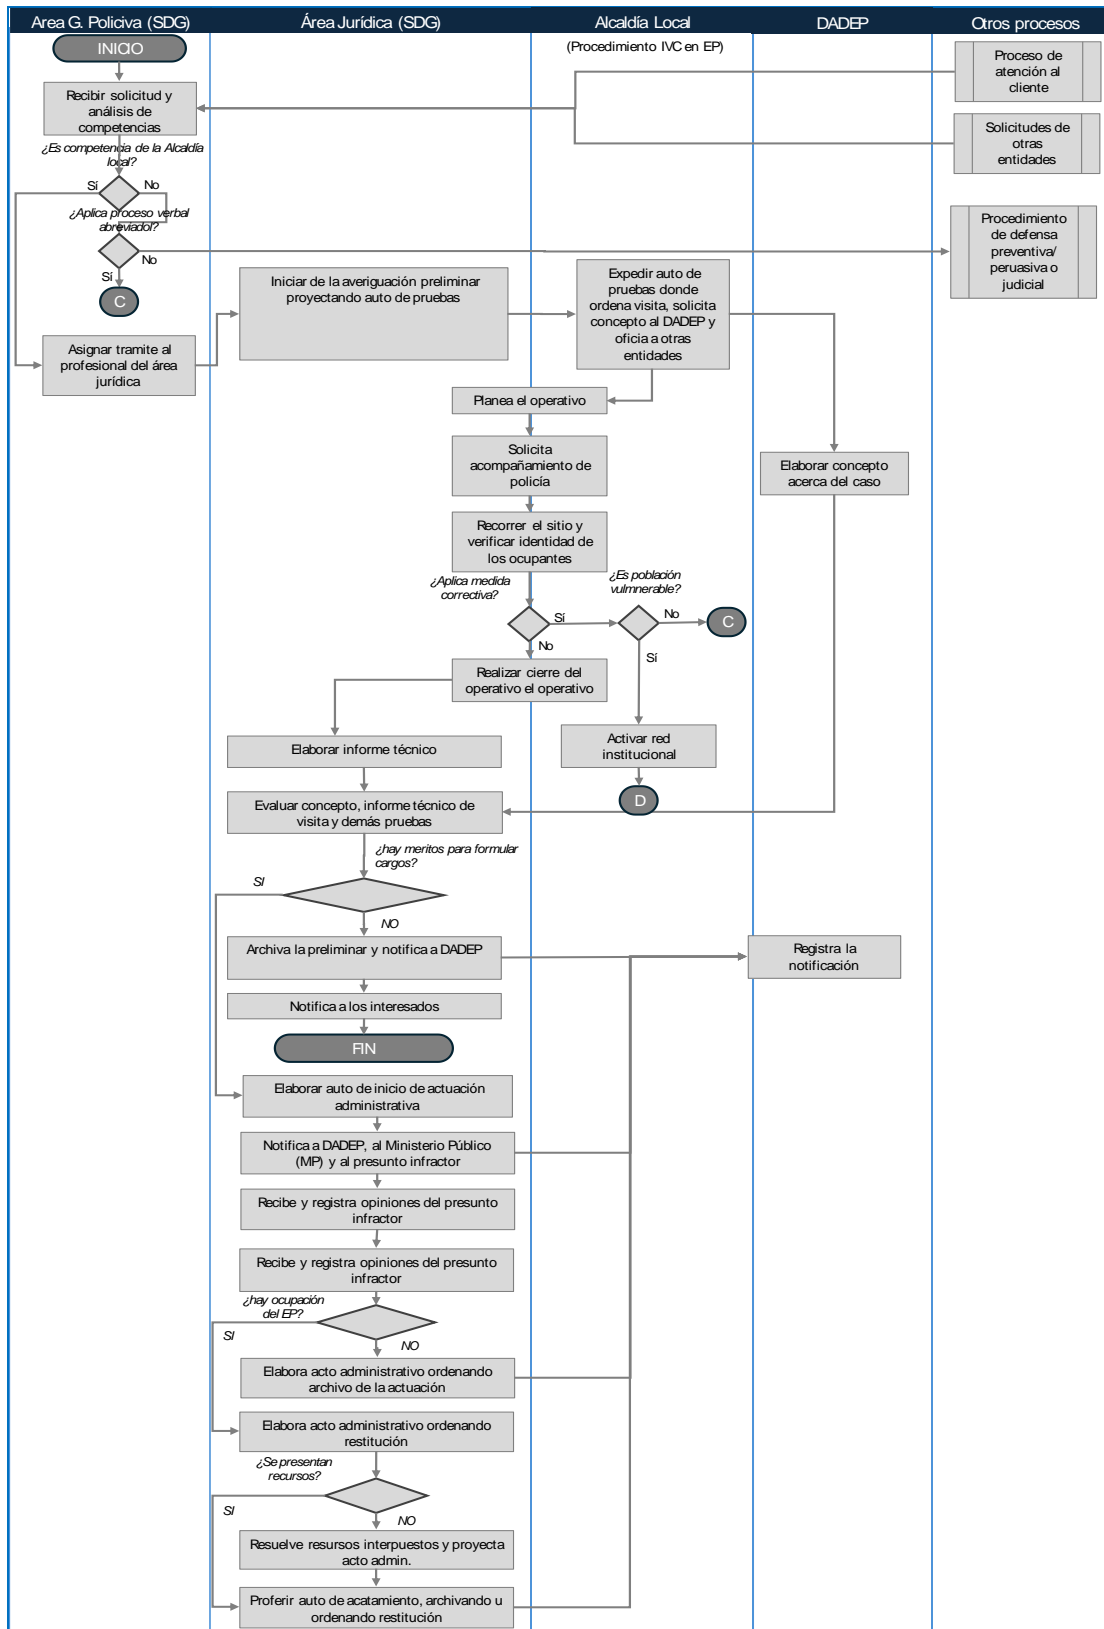 Area G. Policiva (SDG)
Área Jurídica (SDG)
Alcaldía Local
DADEP
Otros procesos
(Procedimiento IVC en EP)
INICIO
Proceso de
atención al
cliente
Recibir solicitud y
análisis de
competencias
Solicitudes de
otras
entidades
¿Es competencia de la Alcaldía
local?
Sí
No
¿Aplica proceso verbal
abreviadol?
No
Sí
C
Procedimiento
de defensa
preventiva/
peruasiva o
judicial
Iniciar de la averiguación preliminar
proyectando auto de pruebas
Expedir auto de
pruebas donde
ordena visita, solicita
concepto al DADEP y
oficia a otras
entidades
Asignar tramite al
profesional del área
jurídica
Planea el operativo
Solicita
acompañamiento de
policía
Elaborar concepto
acerca del caso
Recorrer el sitio y
verificar identidad de
los ocupantes
¿Aplica medida
correctiva?
¿Es población
vulmnerable?
Sí
No
C
No
Sí
Realizar cierre del
operativo el operativo
Elaborar informe técnico
Activar red
institucional
D
Evaluar concepto, informe técnico de
visita y demás pruebas
¿hay meritos para formular
cargos?
SI
NO
Archiva la preliminar y notifica a DADEP
Registra la
notificación
Notifica a los interesados
FIN
Elaborar auto de inicio de actuación
administrativa
Notifica a DADEP, al Ministerio Público
(MP) y al presunto infractor
Recibe y registra opiniones del presunto
infractor
Recibe y registra opiniones del presunto
infractor
¿hay ocupación
del EP?
SI
NO
Elabora acto administrativo ordenando
archivo de la actuación
Elabora acto administrativo ordenando
restitución
¿Se presentan
recursos?
SI
NO
Resuelve resursos interpuestos y proyecta
acto admin.
Proferir auto de acatamiento, archivando u
ordenando restitución